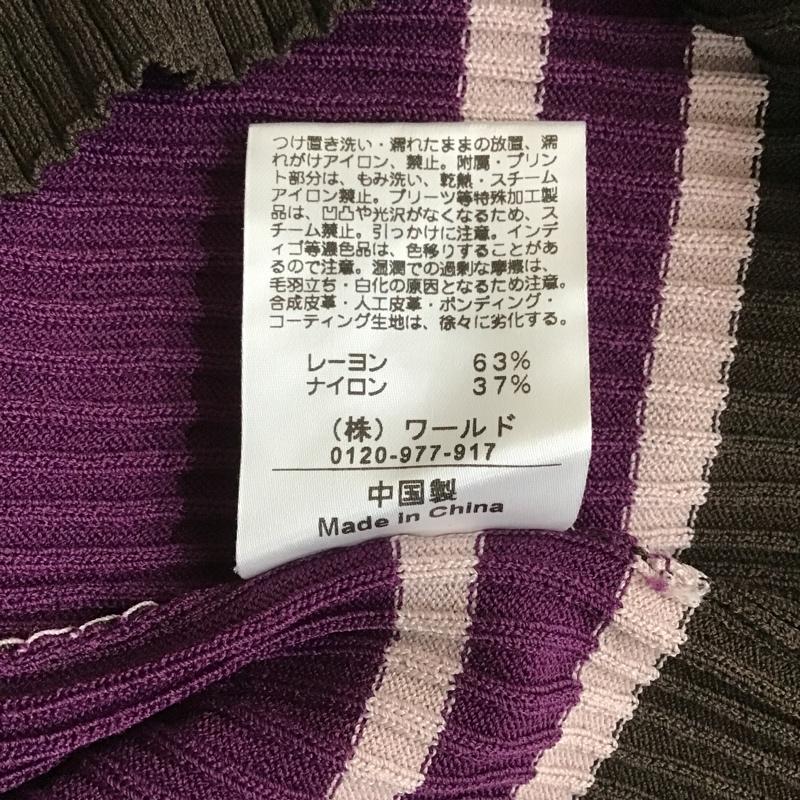 つけ置き洗い・濡れたままの放置、濡
れがけアイロン、禁止。附属・プリン
ト部分は、もみ洗い、乾熱・スチーム
アイロン禁止。プリーツ等特殊加工製
品は、凹凸や光沢がなくなるため、ス
チーム禁止。引っかけに注意。インデ
ィゴ等濃色品は、色移りすることがあ
るので注意。湿潤での過剰な摩擦は、
毛羽立ち・白化の原因となるため注意。
合成皮革・人工皮革・ボンディング・
コーティング生地は、徐々に劣化する。
レーヨン 63%
ナイロン 37%
(株) ワールド
0120-977-917
中国製
Made in China